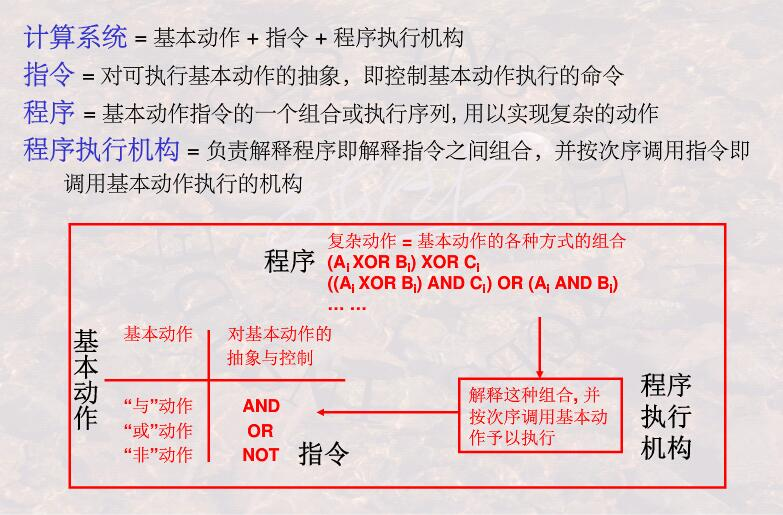 计算系统 = 基本动作 + 指令 + 程序执行机构
指令 = 对可执行基本动作的抽象，即控制基本动作执行的命令
程序 = 基本动作指令的一个组合或执行序列, 用以实现复杂的动作
程序执行机构 = 负责解释程序即解释指令之间组合，并按次序调用指令即
调用基本动作执行的机构
程序
复杂动作 = 基本动作的各种方式的组合
(Ai XOR Bi) XOR Ci
((Ai XOR Bi) AND Ci) OR (Ai AND Bi)
… …
基本动作
基本动作
对基本动作的
抽象与控制
“与”动作 AND
“或”动作 OR
“非”动作 NOT
指令
解释这种组合, 并
按次序调用基本动
作予以执行
程序
执行
机构